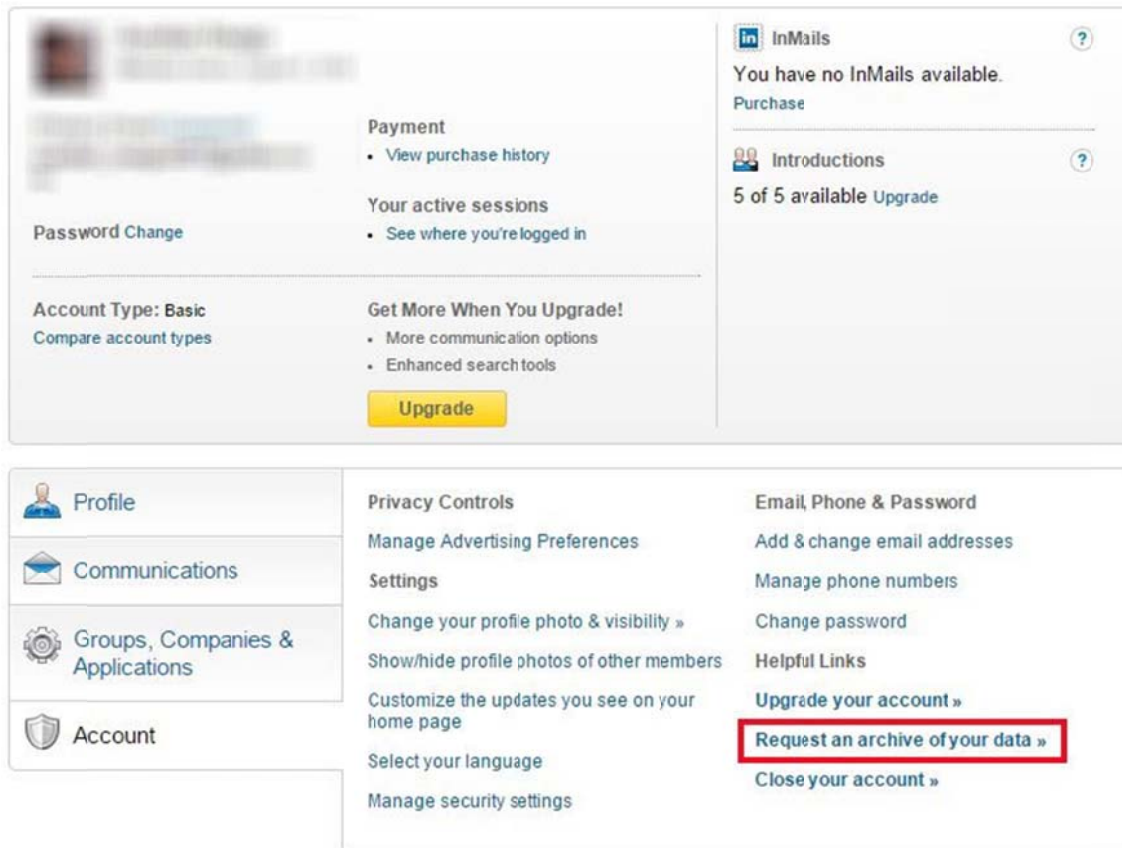 in InMails ?
You have no InMails available.
Purchase
Introductions ?
5 of 5 available Upgrade
Payment
• View purchase history
Your active sessions
• See where you're logged in
Password Change
Account Type: Basic
Compare account types
Get More When You Upgrade!
• More communication options
• Enhanced search tools
Upgrade
Profile
Communications
Groups, Companies &
Applications
Account
Privacy Controls
Manage Advertising Preferences
Settings
Change your profile photo & visibility »
Show/hide profile photos of other members
Customize the updates you see on your
home page
Select your language
Manage security settings
Email, Phone & Password
Add & change email addresses
Manage phone numbers
Change password
Helpful Links
Upgrade your account »
Request an archive of your data »
Close your account »